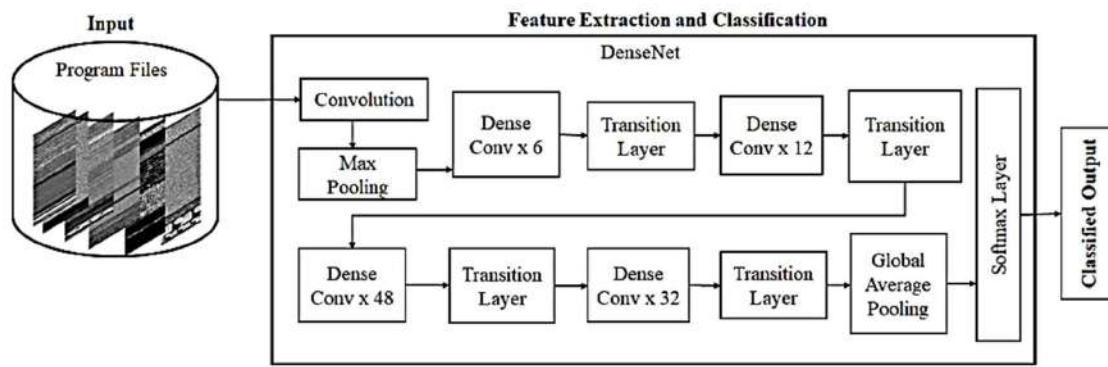 Input
Feature Extraction and Classification
Program Files
DenseNet
Convolution
Max
Pooling
Dense
Conv x 6
Transition
Layer
Dense
Conv x 12
Transition
Layer
Dense
Conv x 48
Transition
Layer
Dense
Conv x 32
Transition
Layer
Global
Average
Pooling
Softmax Layer
Classified Output